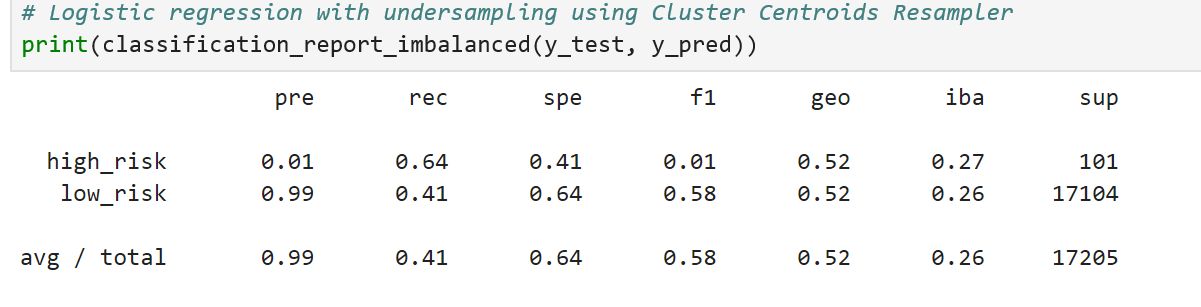 # Logistic regression with undersampling using Cluster Centroids Resampler
print(classification_report_imbalanced(y_test, y_pred))
pre rec spe f1 geo iba sup
high_risk 0.01 0.64 0.41 0.01 0.52 0.27 101
low_risk 0.99 0.41 0.64 0.58 0.52 0.26 17104
avg / total 0.99 0.41 0.64 0.58 0.52 0.26 17205